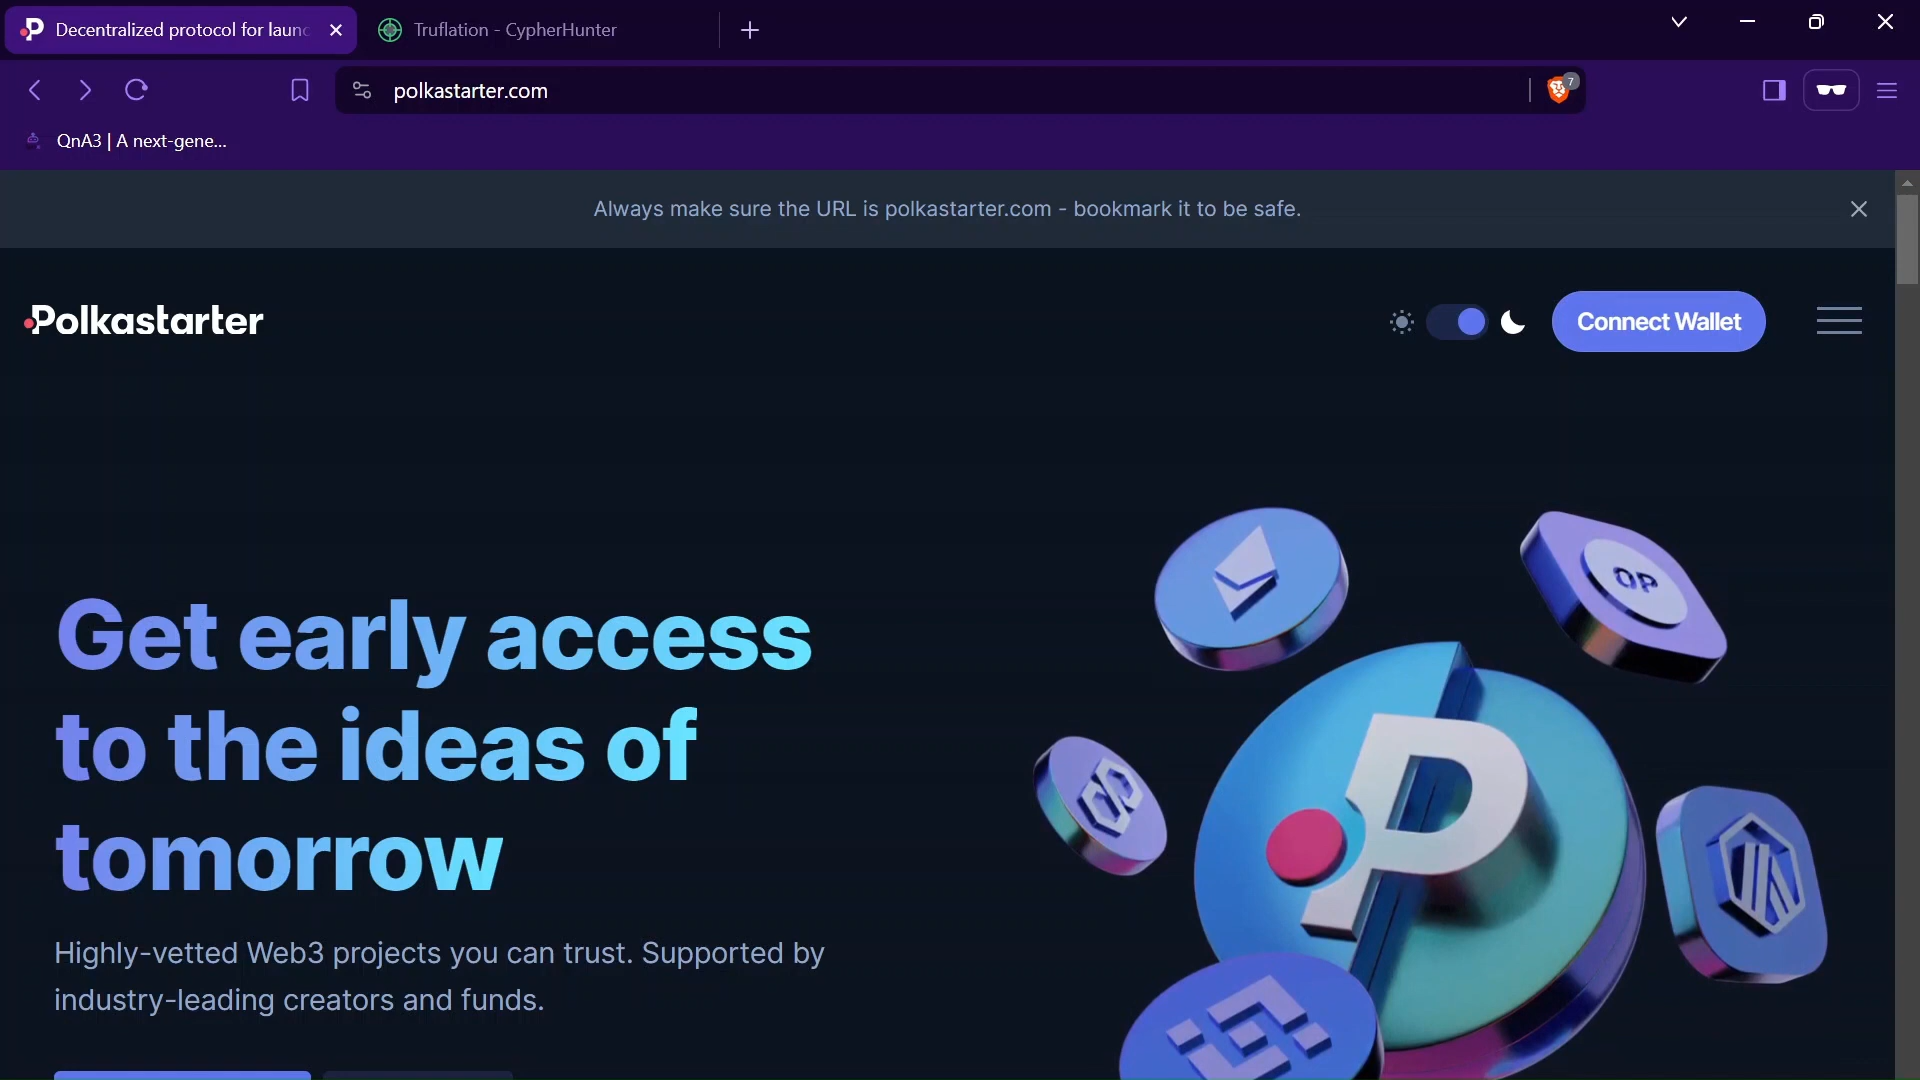 Decentralized protocol for laun
Truflation - CypherHunter
polkastarter.com
7
QnA3 | A next-gene...
Always make sure the URL is polkastarter.com - bookmark it to be safe.
Polkastarter
Connect Wallet
OP
P
Get early access
to the ideas of
tomorrow
Highly-vetted Web3 projects you can trust. Supported by
industry-leading creators and funds.